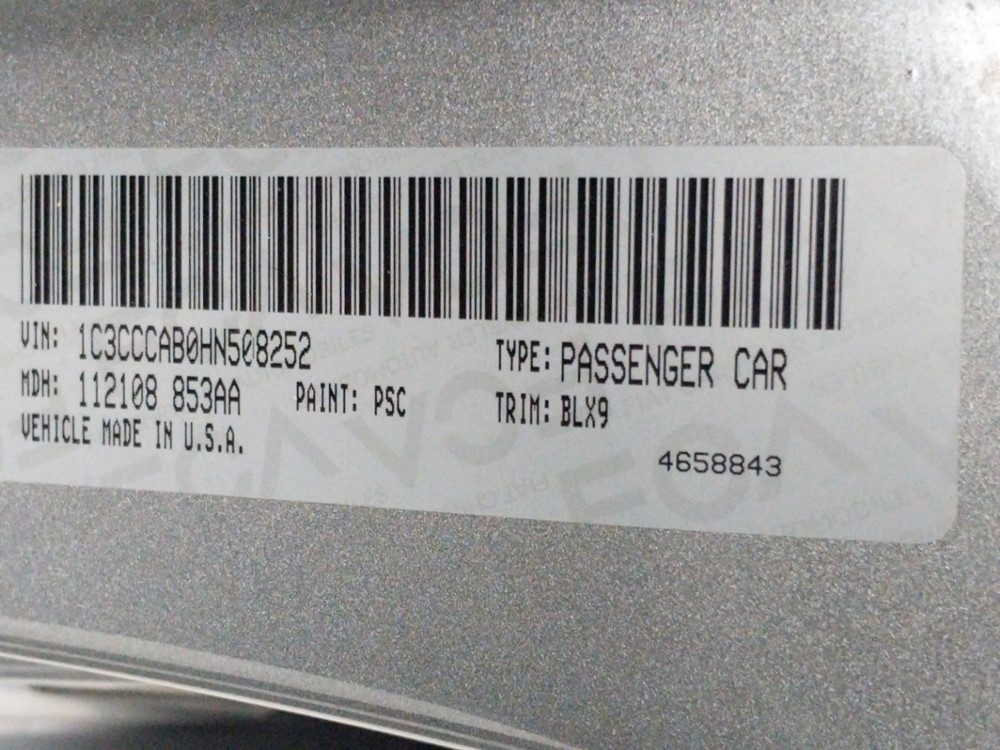 VIN: 1C3CCCAB0HN508252
TYPE: PASSENGER CAR
MDH: 112108 853AA
PAINT: PSC
TRIM: BLX9
VEHICLE MADE IN U.S.A.
4658843